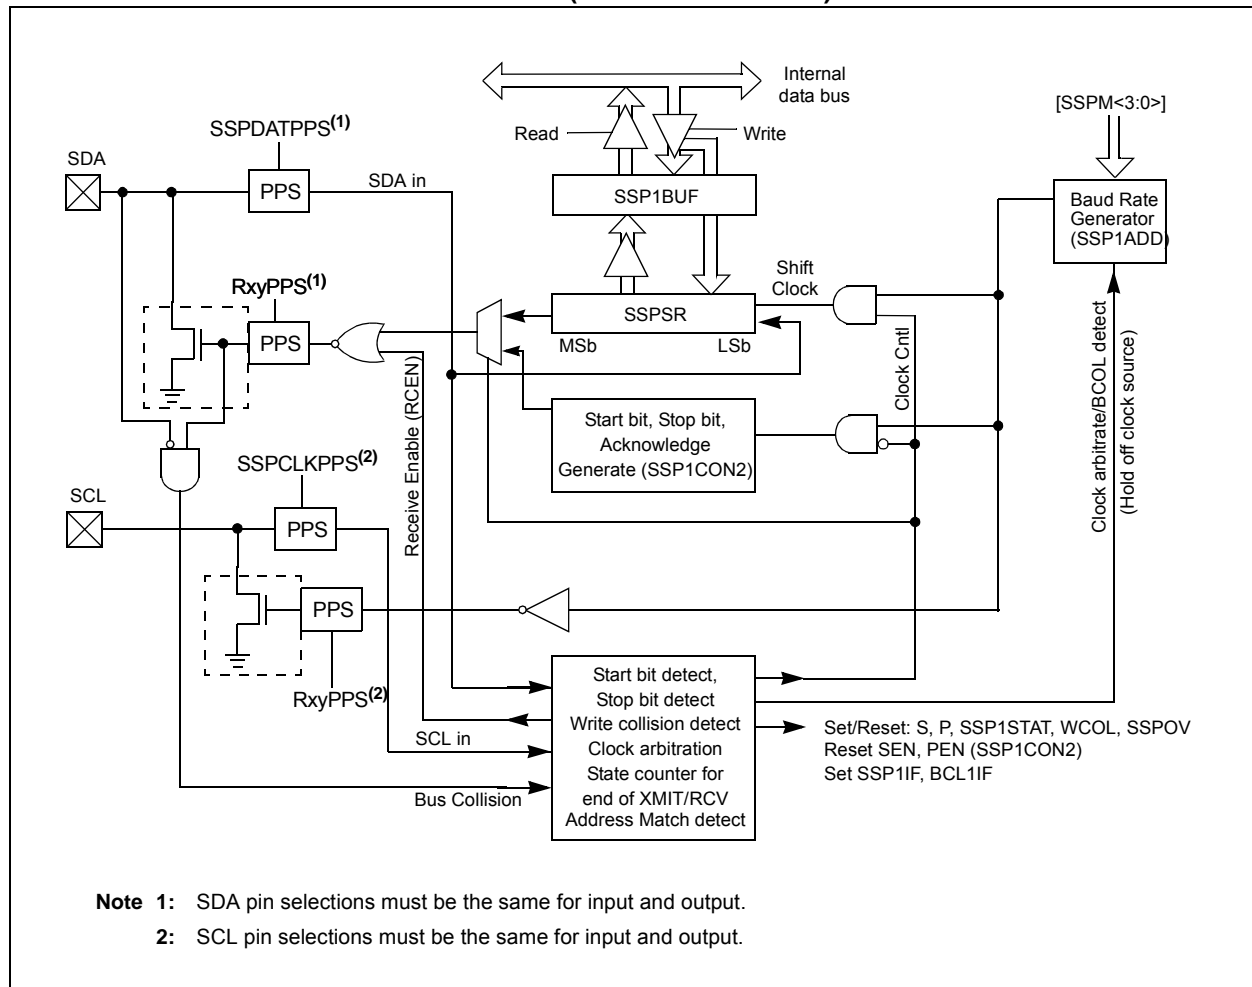 Internal
data bus
[SSPM<3:0>]
SSPDATPPS(1)
Read
Write
SDA
PPS
SDA in
SSP1BUF
Baud Rate
Generator
(SSP1ADD)
Shift
Clock
RxyPPS(1)
PPS
SSPSR
MSb
LSb
Clock Cntl
Clock arbitrate/BCOL detect
(Hold off clock source)
Receive Enable (RCEN)
Start bit, Stop bit,
Acknowledge
Generate (SSP1CON2)
SSPCLKPPS(2)
SCL
PPS
PPS
RxyPPS(2)
SCL in
Bus Collision
Start bit detect,
Stop bit detect
Write collision detect
Clock arbitration
State counter for
end of XMIT/RCV
Address Match detect
Set/Reset: S, P, SSP1STAT, WCOL, SSPOV
Reset SEN, PEN (SSP1CON2)
Set SSP1IF, BCL1IF
Note 1: SDA pin selections must be the same for input and output.
2: SCL pin selections must be the same for input and output.